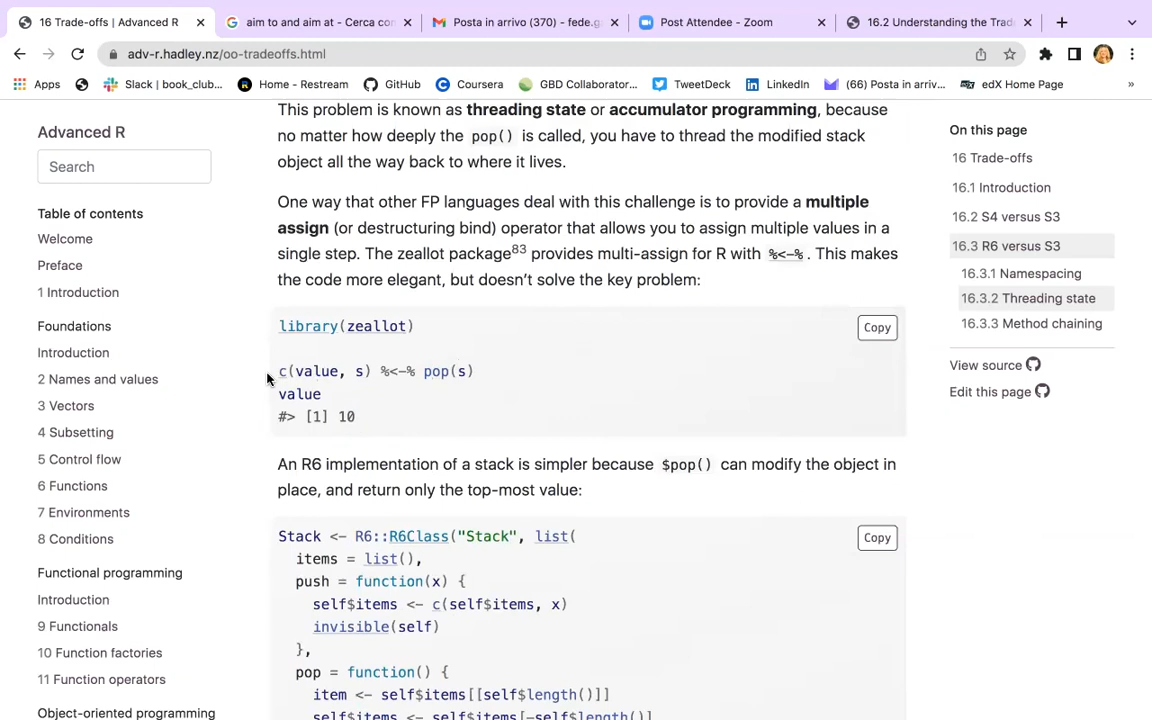 16 Trade-offs | Advanced R
aim to and aim at - Cerca con
Posta in arrivo (370) - fede.g
Post Attendee - Zoom
16.2 Understanding the Trade
adv-r.hadley.nz/oo-tradeoffs.html
Apps
Slack | book_club...
Home - Restream
GitHub
Coursera
GBD Collaborator...
TweetDeck
LinkedIn
(66) Posta in arriv...
edX Home Page
»
Advanced R
Search
Table of contents
Welcome
Preface
1 Introduction
Foundations
Introduction
2 Names and values
3 Vectors
4 Subsetting
5 Control flow
6 Functions
7 Environments
8 Conditions
Functional programming
Introduction
9 Functionals
10 Function factories
11 Function operators
Object-oriented programming
This problem is known as threading state or accumulator programming, because
no matter how deeply the pop() is called, you have to thread the modified stack
object all the way back to where it lives.
One way that other FP languages deal with this challenge is to provide a multiple
assign (or destructuring bind) operator that allows you to assign multiple values in a
single step. The zeallot package83 provides multi-assign for R with %<-%. This makes
the code more elegant, but doesn't solve the key problem:
library(zeallot)
Copy
c(value, s) %<-% pop(s)
value
#> [1] 10
An R6 implementation of a stack is simpler because $pop() can modify the object in
place, and return only the top-most value:
Stack <- R6::R6Class("Stack", list(
Copy
items = list(),
push = function(x) {
self$items <- c(self$items, x)
invisible(self)
},
pop = function() {
item <- self$items[[self$length()]]
self$items <- self$items[-self$length()]
On this page
16 Trade-offs
16.1 Introduction
16.2 S4 versus S3
16.3 R6 versus S3
16.3.1 Namespacing
16.3.2 Threading state
16.3.3 Method chaining
View source
Edit this page